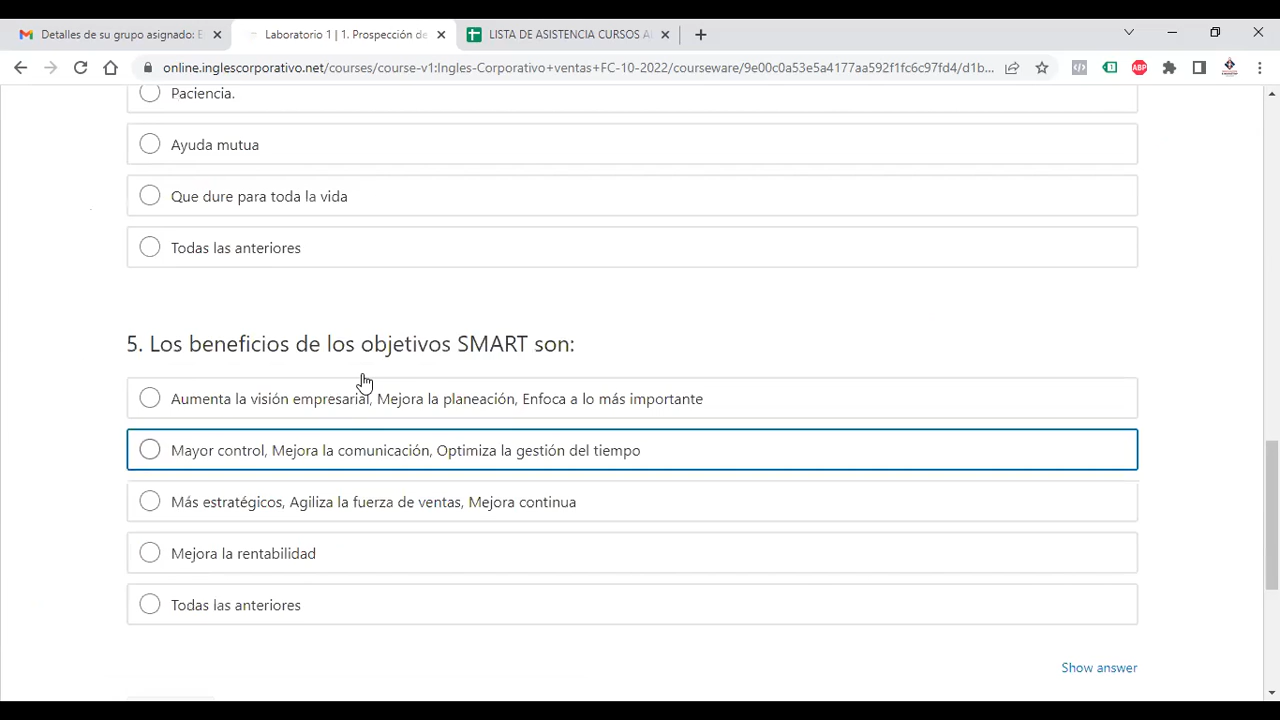 Detalles de su grupo asignado: E
Laboratorio 1 | 1. Prospección de
LISTA DE ASISTENCIA CURSOS A
online.inglescorporativo.net/courses/course-v1:Ingles-Corporativo+ventas+FC-10-2022/courseware/9e00c0a53e5a4177aa592f1fc6c97fd4/d1b...
ABP
Paciencia.
Ayuda mutua
Que dure para toda la vida
Todas las anteriores
5. Los beneficios de los objetivos SMART son:
Aumenta la visión empresarial, Mejora la planeación, Enfoca a lo más importante
Mayor control, Mejora la comunicación, Optimiza la gestión del tiempo
Más estratégicos, Agiliza la fuerza de ventas, Mejora continua
Mejora la rentabilidad
Todas las anteriores
Show answer